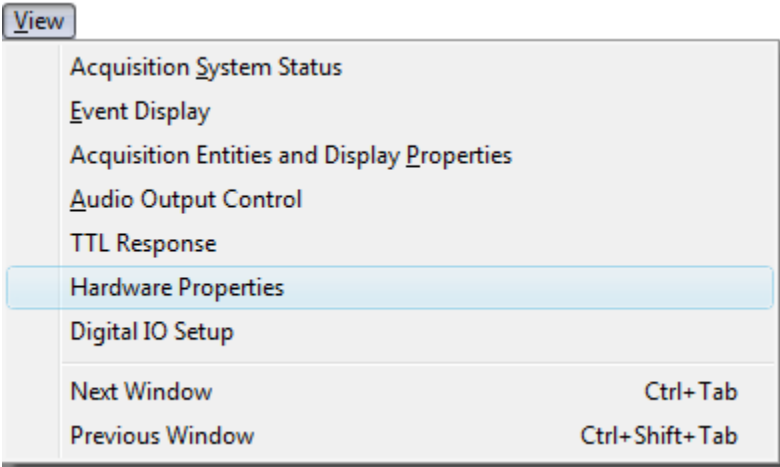 View
Acquisition System Status
Event Display
Acquisition Entities and Display Properties
Audio Output Control
TTL Response
Hardware Properties
Digital IO Setup
Next Window Ctrl+Tab
Previous Window Ctrl+Shift+Tab